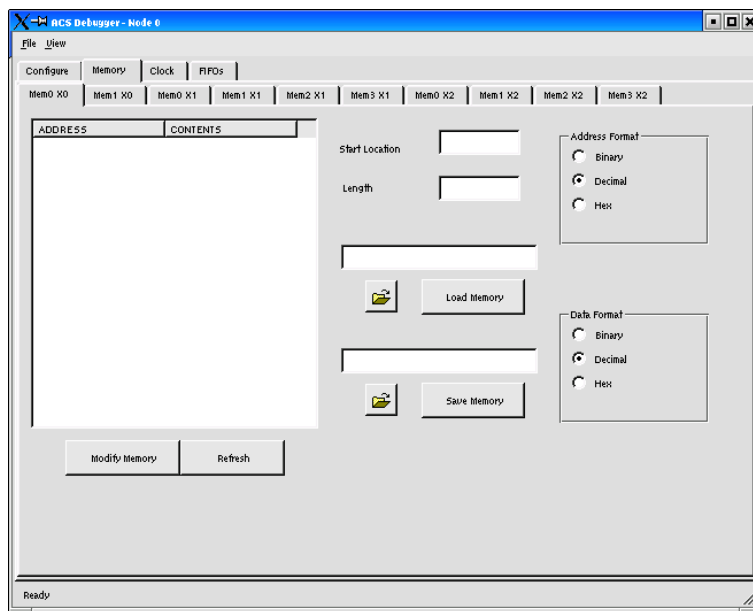 ACS Debugger - Node 0
File View
Configure Memory Clock FIFOs
Mem0 X0 Mem1 X0 Mem0 X1 Mem1 X1 Mem2 X1 Mem3 X1 Mem0 X2 Mem1 X2 Mem2 X2 Mem3 X2
ADDRESS CONTENTS
Start Location
Length
Address Format
Binary
Decimal
Hex
Load Memory
Data Format
Binary
Decimal
Hex
Save Memory
Modify Memory Refresh
Ready